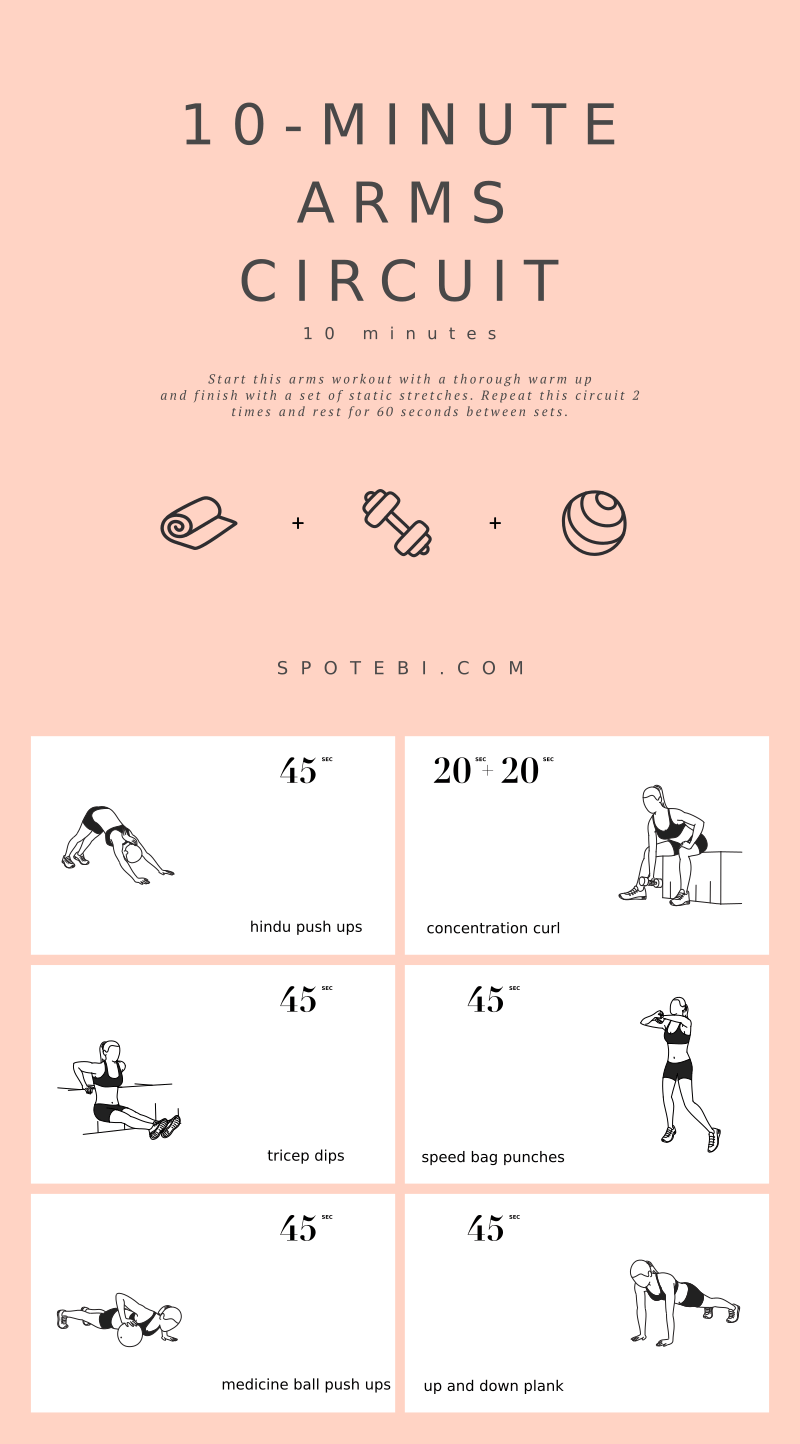 10-MINUTE
ARMS
CIRCUIT
10 minutes
Start this arms workout with a thorough warm up
and finish with a set of static stretches. Repeat this circuit 2
times and rest for 60 seconds between sets.
+ +
SPOTEBI.COM
45 SEC
hindu push ups
20 SEC + 20 SEC
concentration curl
45 SEC
tricep dips
45 SEC
speed bag punches
45 SEC
medicine ball push ups
45 SEC
up and down plank